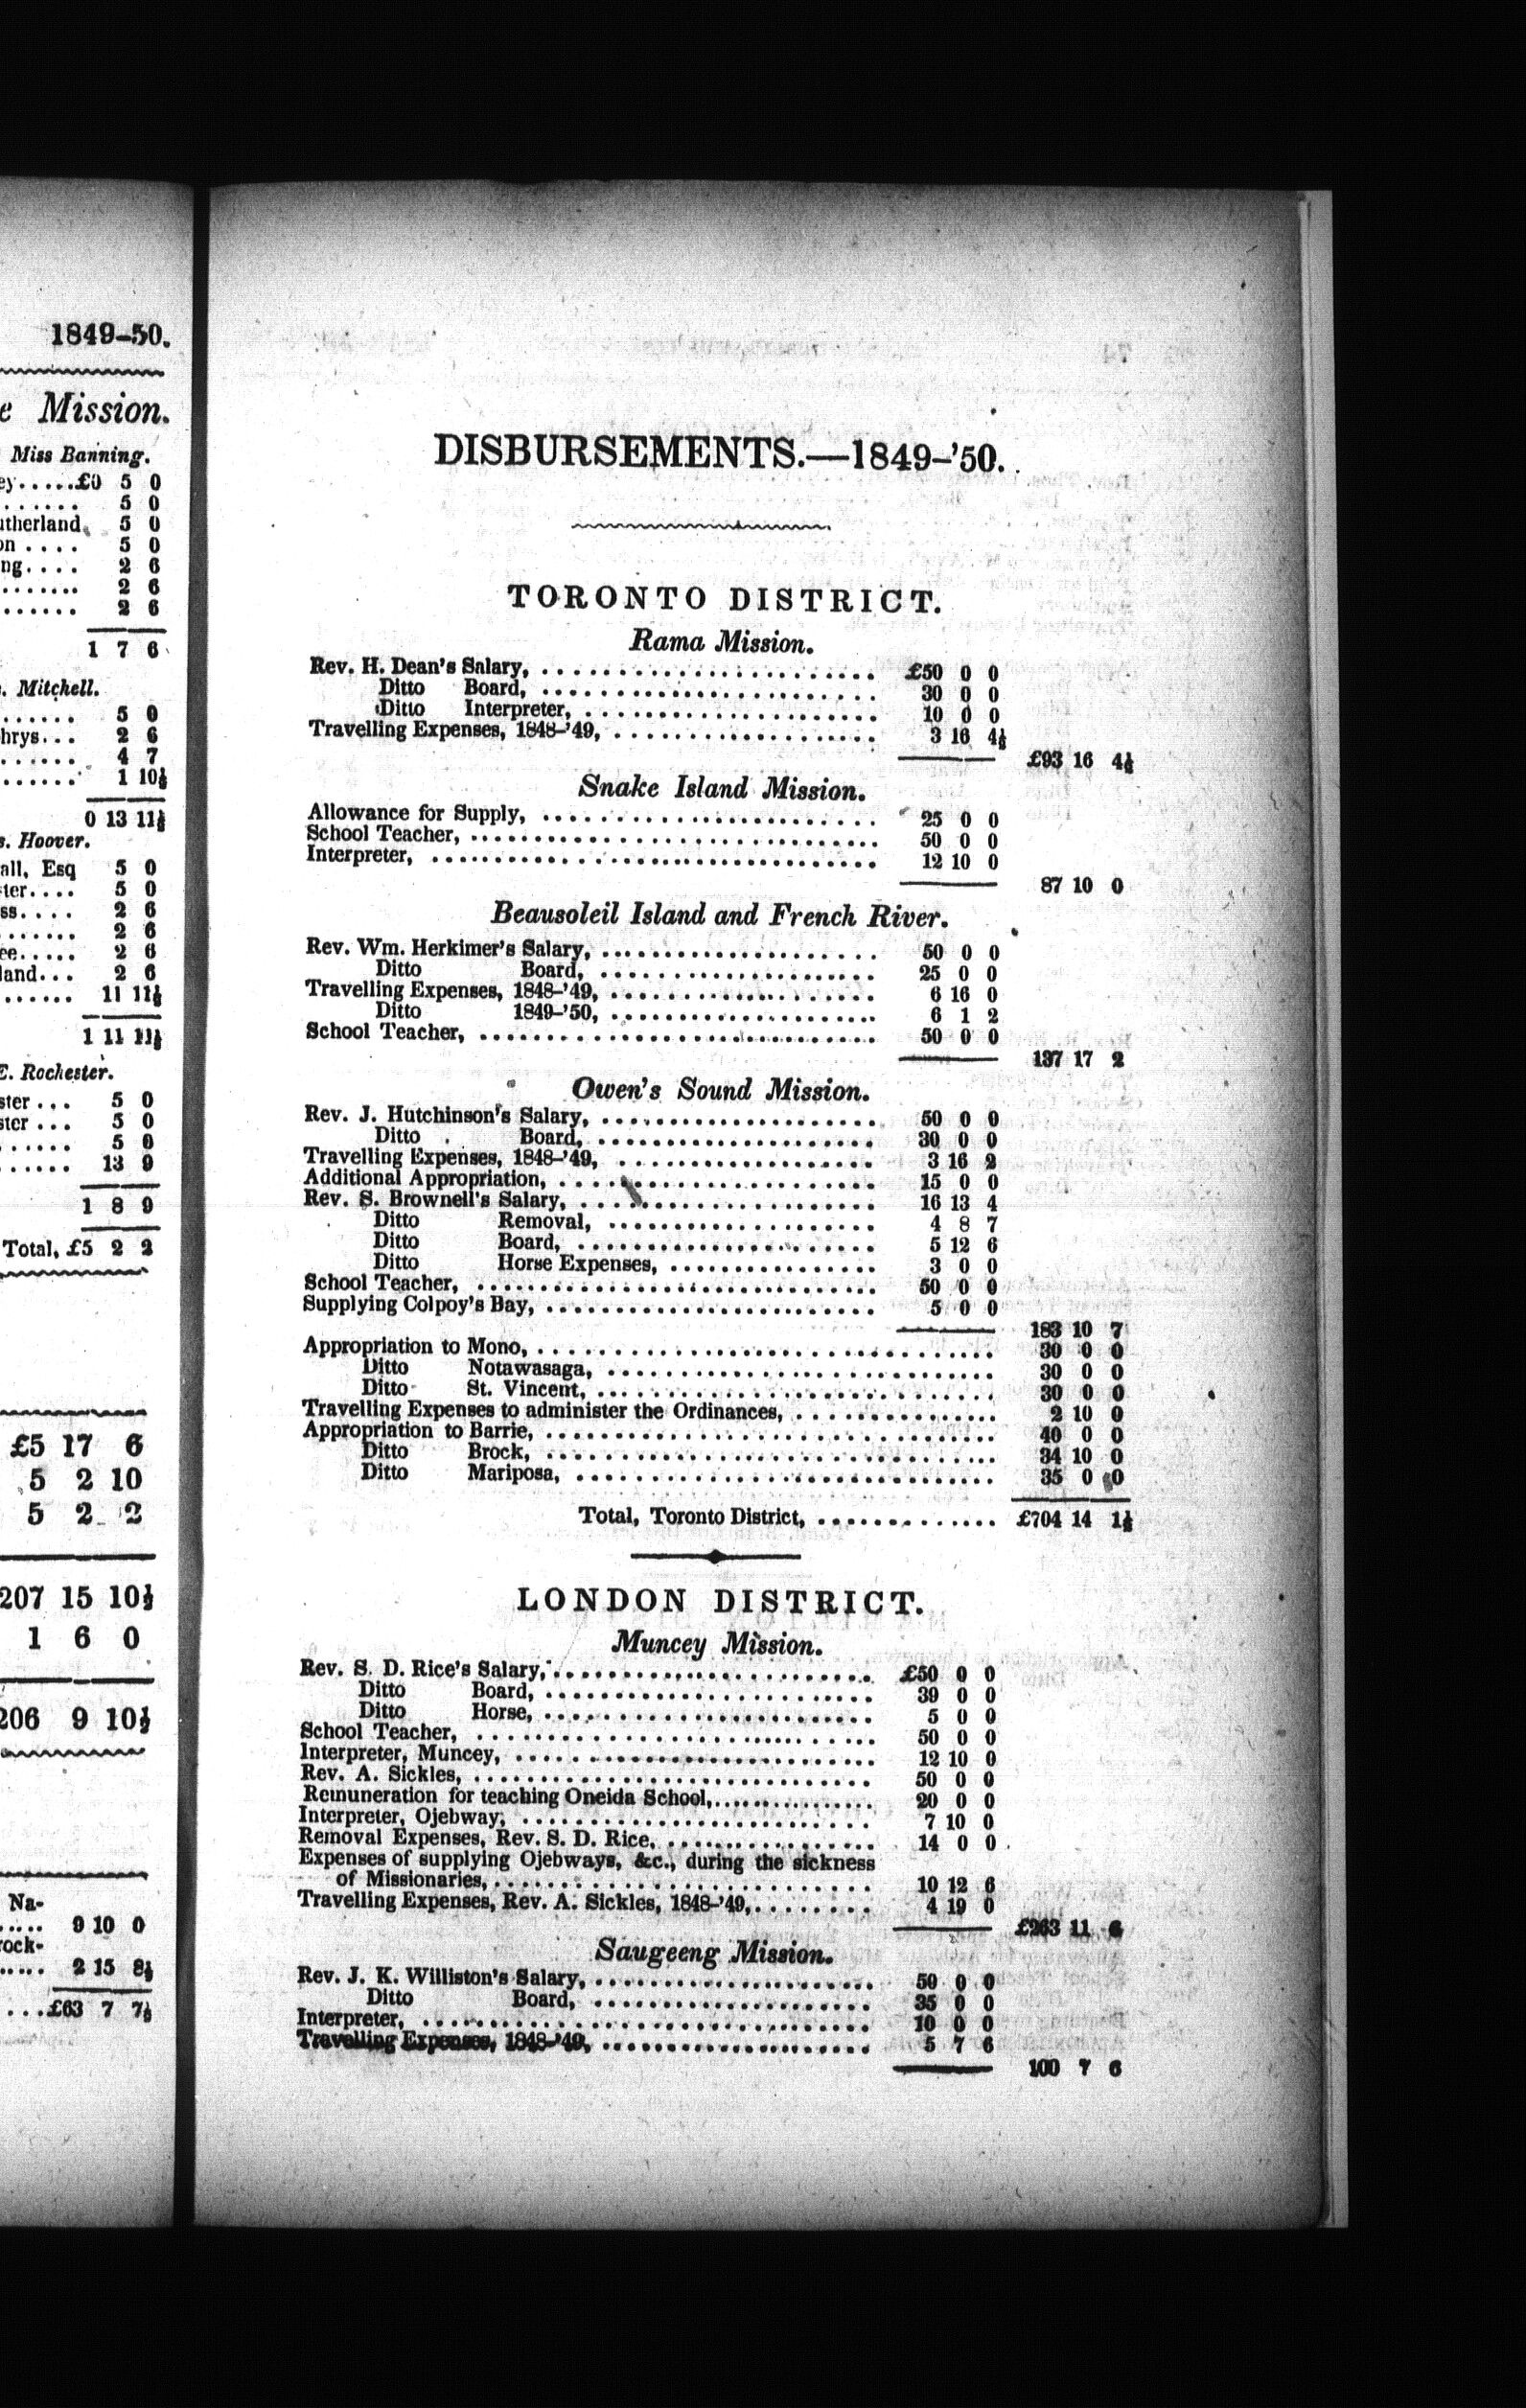 1849-50.
e Mission.
Miss Banning.
ey.....£0 5 0
....... 5 0
utherland, 5 0
on .... 5 0
ng.... 2 6
....... 2 6
....... 2 6
1 7 6
. Mitchell.
...... 5 0
hrys... 2 6
...... 4 7
...... 1 10½
0 13 11½
s. Hoover.
all, Esq 5 0
ter.... 5 0
ss.... 2 6
....... 2 6
ee..... 2 6
land... 2 6
...... 11 11½
1 11 11½
E. Rochester.
ster ... 5 0
ster ... 5 0
...... 5 0
...... 13 9
1 8 9
Total, £5 2 2
£5 17 6
5 2 10
5 2 2
207 15 10½
1 6 0
206 9 10½
Na-
.... 9 10 0
rock-
..... 2 15 8½
...£63 7 7½
DISBURSEMENTS.—1849-'50.
TORONTO DISTRICT.
Rama Mission.
Rev. H. Dean's Salary, ........................ £50 0 0
Ditto Board, ........................ 30 0 0
Ditto Interpreter, ...................... 10 0 0
Travelling Expenses, 1848-'49, .................... 3 16 4½
£93 16 4½
Snake Island Mission.
Allowance for Supply, ........................ 25 0 0
School Teacher, .............................. 50 0 0
Interpreter, ................................ 12 10 0
87 10 0
Beausoleil Island and French River.
Rev. Wm. Herkimer's Salary, ..................... 50 0 0
Ditto Board, ..................... 25 0 0
Travelling Expenses, 1848-'49, .................... 6 16 0
Ditto 1849-'50, .................... 6 1 2
School Teacher, .............................. 50 0 0
137 17 2
Owen's Sound Mission.
Rev. J. Hutchinson's Salary, ..................... 50 0 0
Ditto Board, ..................... 30 0 0
Travelling Expenses, 1848-'49, .................... 3 16 2
Additional Appropriation, ........................ 15 0 0
Rev. S. Brownell's Salary, ...................... 16 13 4
Ditto Removal, .................... 4 8 7
Ditto Board, ...................... 5 12 6
Ditto Horse Expenses, ................ 3 0 0
School Teacher, .............................. 50 0 0
Supplying Colpoy's Bay, ......................... 5 0 0
183 10 7
Appropriation to Mono, .................................. 30 0 0
Ditto Notawasaga, ............................. 30 0 0
Ditto St. Vincent, .............................. 30 0 0
Travelling Expenses to administer the Ordinances, ............... 2 10 0
Appropriation to Barrie, .................................. 40 0 0
Ditto Brock, .................................. 34 10 0
Ditto Mariposa, ................................ 35 0 0
Total, Toronto District, ............. £704 14 1½
LONDON DISTRICT.
Muncey Mission.
Rev. S. D. Rice's Salary, ........................ £50 0 0
Ditto Board, ........................ 39 0 0
Ditto Horse, ........................ 5 0 0
School Teacher, .............................. 50 0 0
Interpreter, Muncey, ........................... 12 10 0
Rev. A. Sickles, .............................. 50 0 0
Remuneration for teaching Oneida School, ............... 20 0 0
Interpreter, Ojebway, .......................... 7 10 0
Removal Expenses, Rev. S. D. Rice, ................ 14 0 0
Expenses of supplying Ojebways, &c., during the sickness
of Missionaries, ............................. 10 12 6
Travelling Expenses, Rev. A. Sickles, 1848-'49, ......... 4 19 0
£263 11 6
Saugeeng Mission.
Rev. J. K. Williston's Salary, ..................... 50 0 0
Ditto Board, ..................... 35 0 0
Interpreter, .................................. 10 0 0
Travelling Expenses, 1848-'49, ..................... 5 7 6
100 7 6